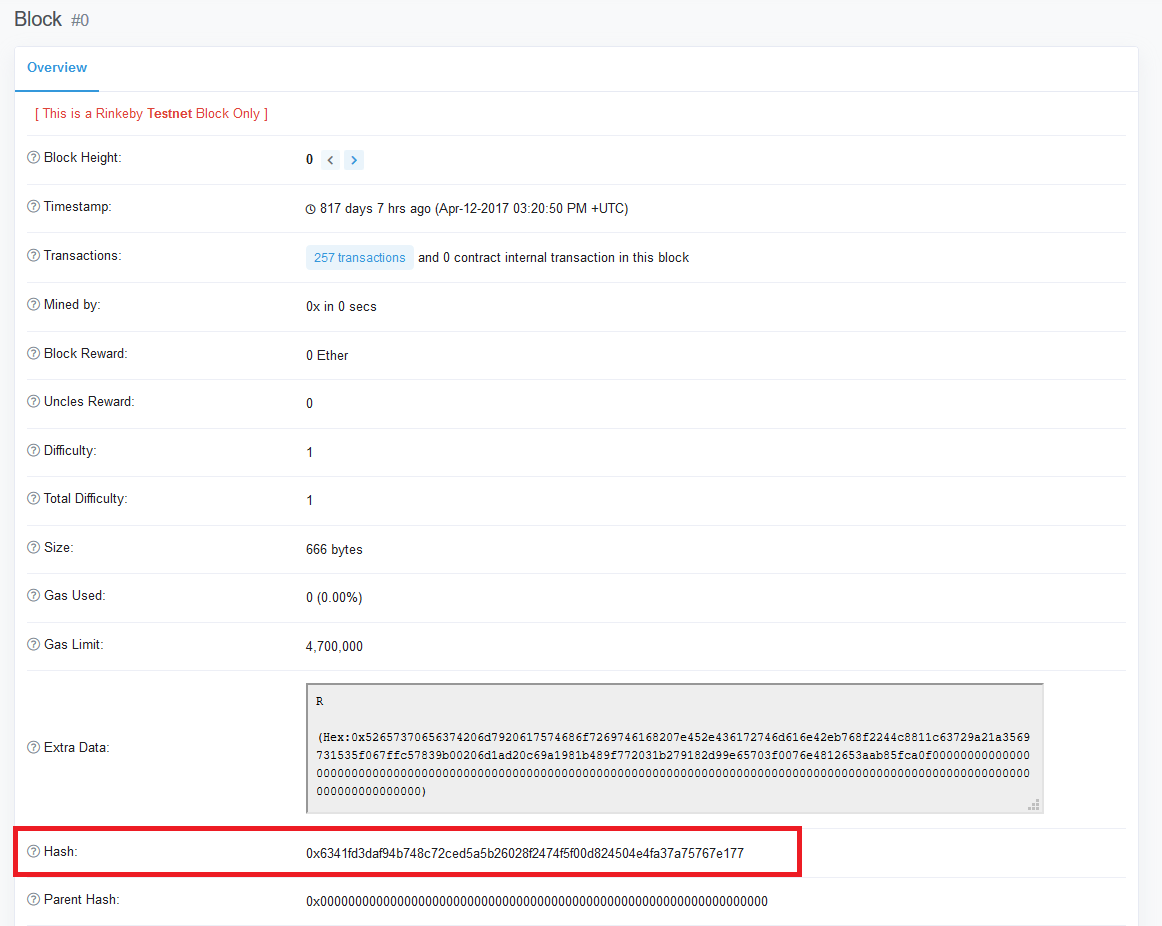 Block #0
Overview
[ This is a Rinkeby Testnet Block Only ]
Block Height: 0
Timestamp: 817 days 7 hrs ago (Apr-12-2017 03:20:50 PM +UTC)
Transactions: 257 transactions and 0 contract internal transaction in this block
Mined by: 0x in 0 secs
Block Reward: 0 Ether
Uncles Reward: 0
Difficulty: 1
Total Difficulty: 1
Size: 666 bytes
Gas Used: 0 (0.00%)
Gas Limit: 4,700,000
Extra Data:
R
(Hex:0x52657370656374206d7920617574686f7269746168207e452e436172746d616e42eb768f2244c8811c63729a21a3569
731535f067ffc57839b00206d1ad20c69a1981b489f772031b279182d99e65703f0076e4812653aab85fca0f00000000000000
000000000000000000000000000000000000000000000000000000000000000000000000000000000000000000000000000000
000000000000000)
Hash: 0x6341fd3daf94b748c72ced5a5b26028f2474f5f00d824504e4fa37a75767e177
Parent Hash: 0x0000000000000000000000000000000000000000000000000000000000000000